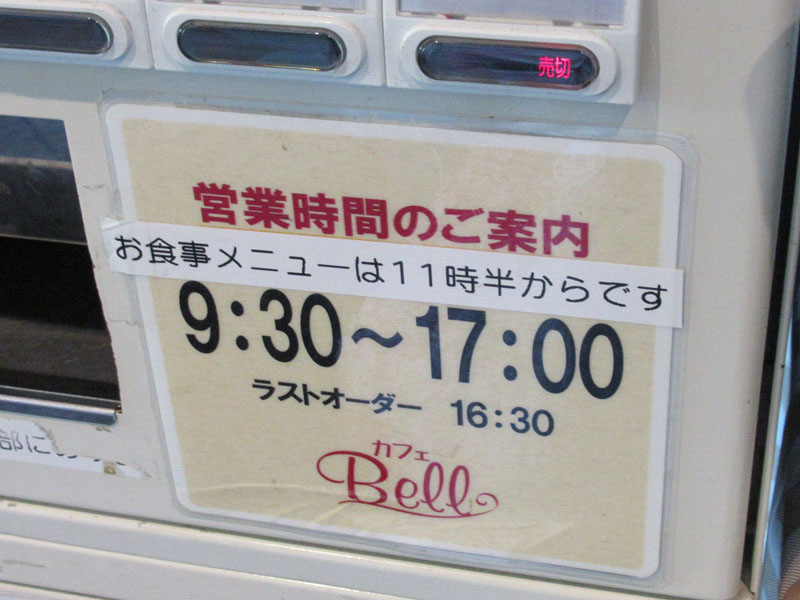 売切
営業時間のご案内
お食事メニューは11時半からです
9:30～17:00
ラストオーダー 16:30
カフェ
Bell
部に